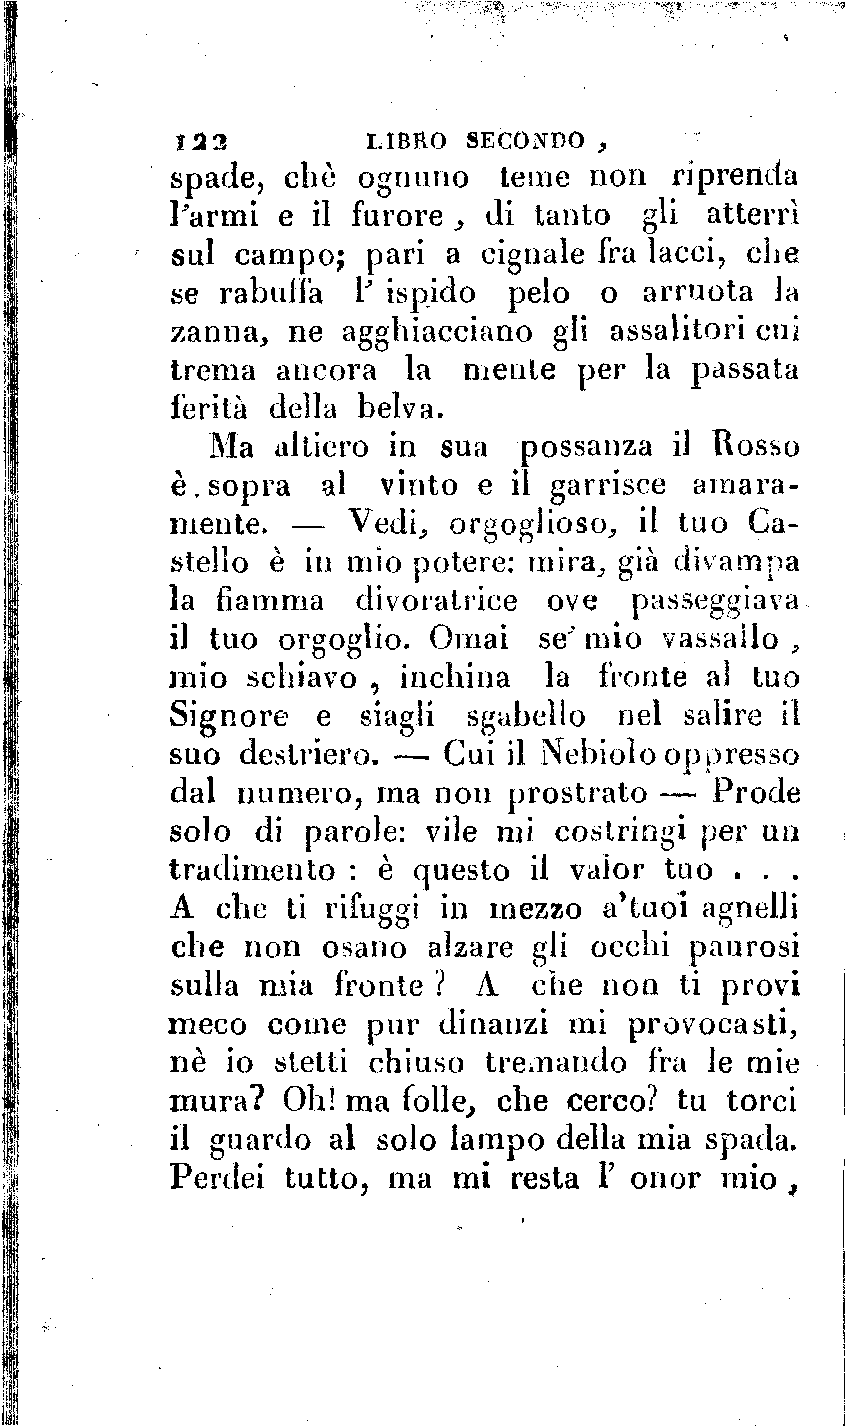 122 LIBRO SECONDO,
spade, chè ognuno teme non riprenda
l'armi e il furore, di tanto gli atterrì
sul campo; pari a cignale fra lacci, che
se rabuffa l' ispido pelo o arruota la
zanna, ne agghiacciano gli assalitori cui
trema ancora la mente per la passata
ferità della belva.
Ma altiero in sua possanza il Rosso
è sopra al vinto e il garrisce amara-
mente. — Vedi, orgoglioso, il tuo Ca-
stello è in mio potere: mira, già divampa
la fiamma divoratrice ove passeggiava
il tuo orgoglio. Omai se' mio vassallo,
mio schiavo, inchina la fronte al tuo
Signore e siagli sgabello nel salire il
suo destriero. — Cui il Nebiolo oppresso
dal numero, ma non prostrato — Prode
solo di parole: vile mi costringi per un
tradimento : è questo il valor tuo . . .
A che ti rifuggi in mezzo a'tuoi agnelli
che non osano alzare gli occhi paurosi
sulla mia fronte? A che non ti provi
meco come pur dinanzi mi provocasti,
nè io stetti chiuso tremando fra le mie
mura? Oh! ma folle, che cerco? tu torci
il guardo al solo lampo della mia spada.
Perdei tutto, ma mi resta l' onor mio,